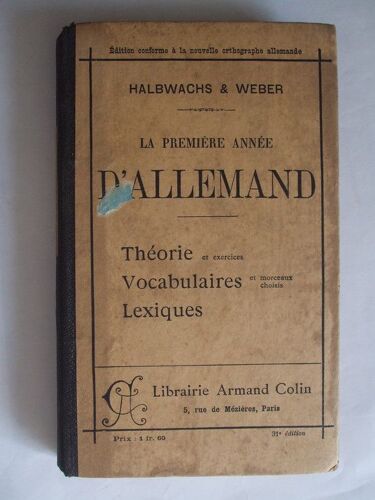 Édition conforme à la nouvelle orthographe allemande
HALBWACHS & WEBER
LA PREMIÈRE ANNÉE
D'ALLEMAND
Théorie et exercices
Vocabulaires et morceaux choisis
Lexiques
AC Librairie Armand Colin
5, rue de Mézières, Paris
Prix : 1 fr. 60 31e édition